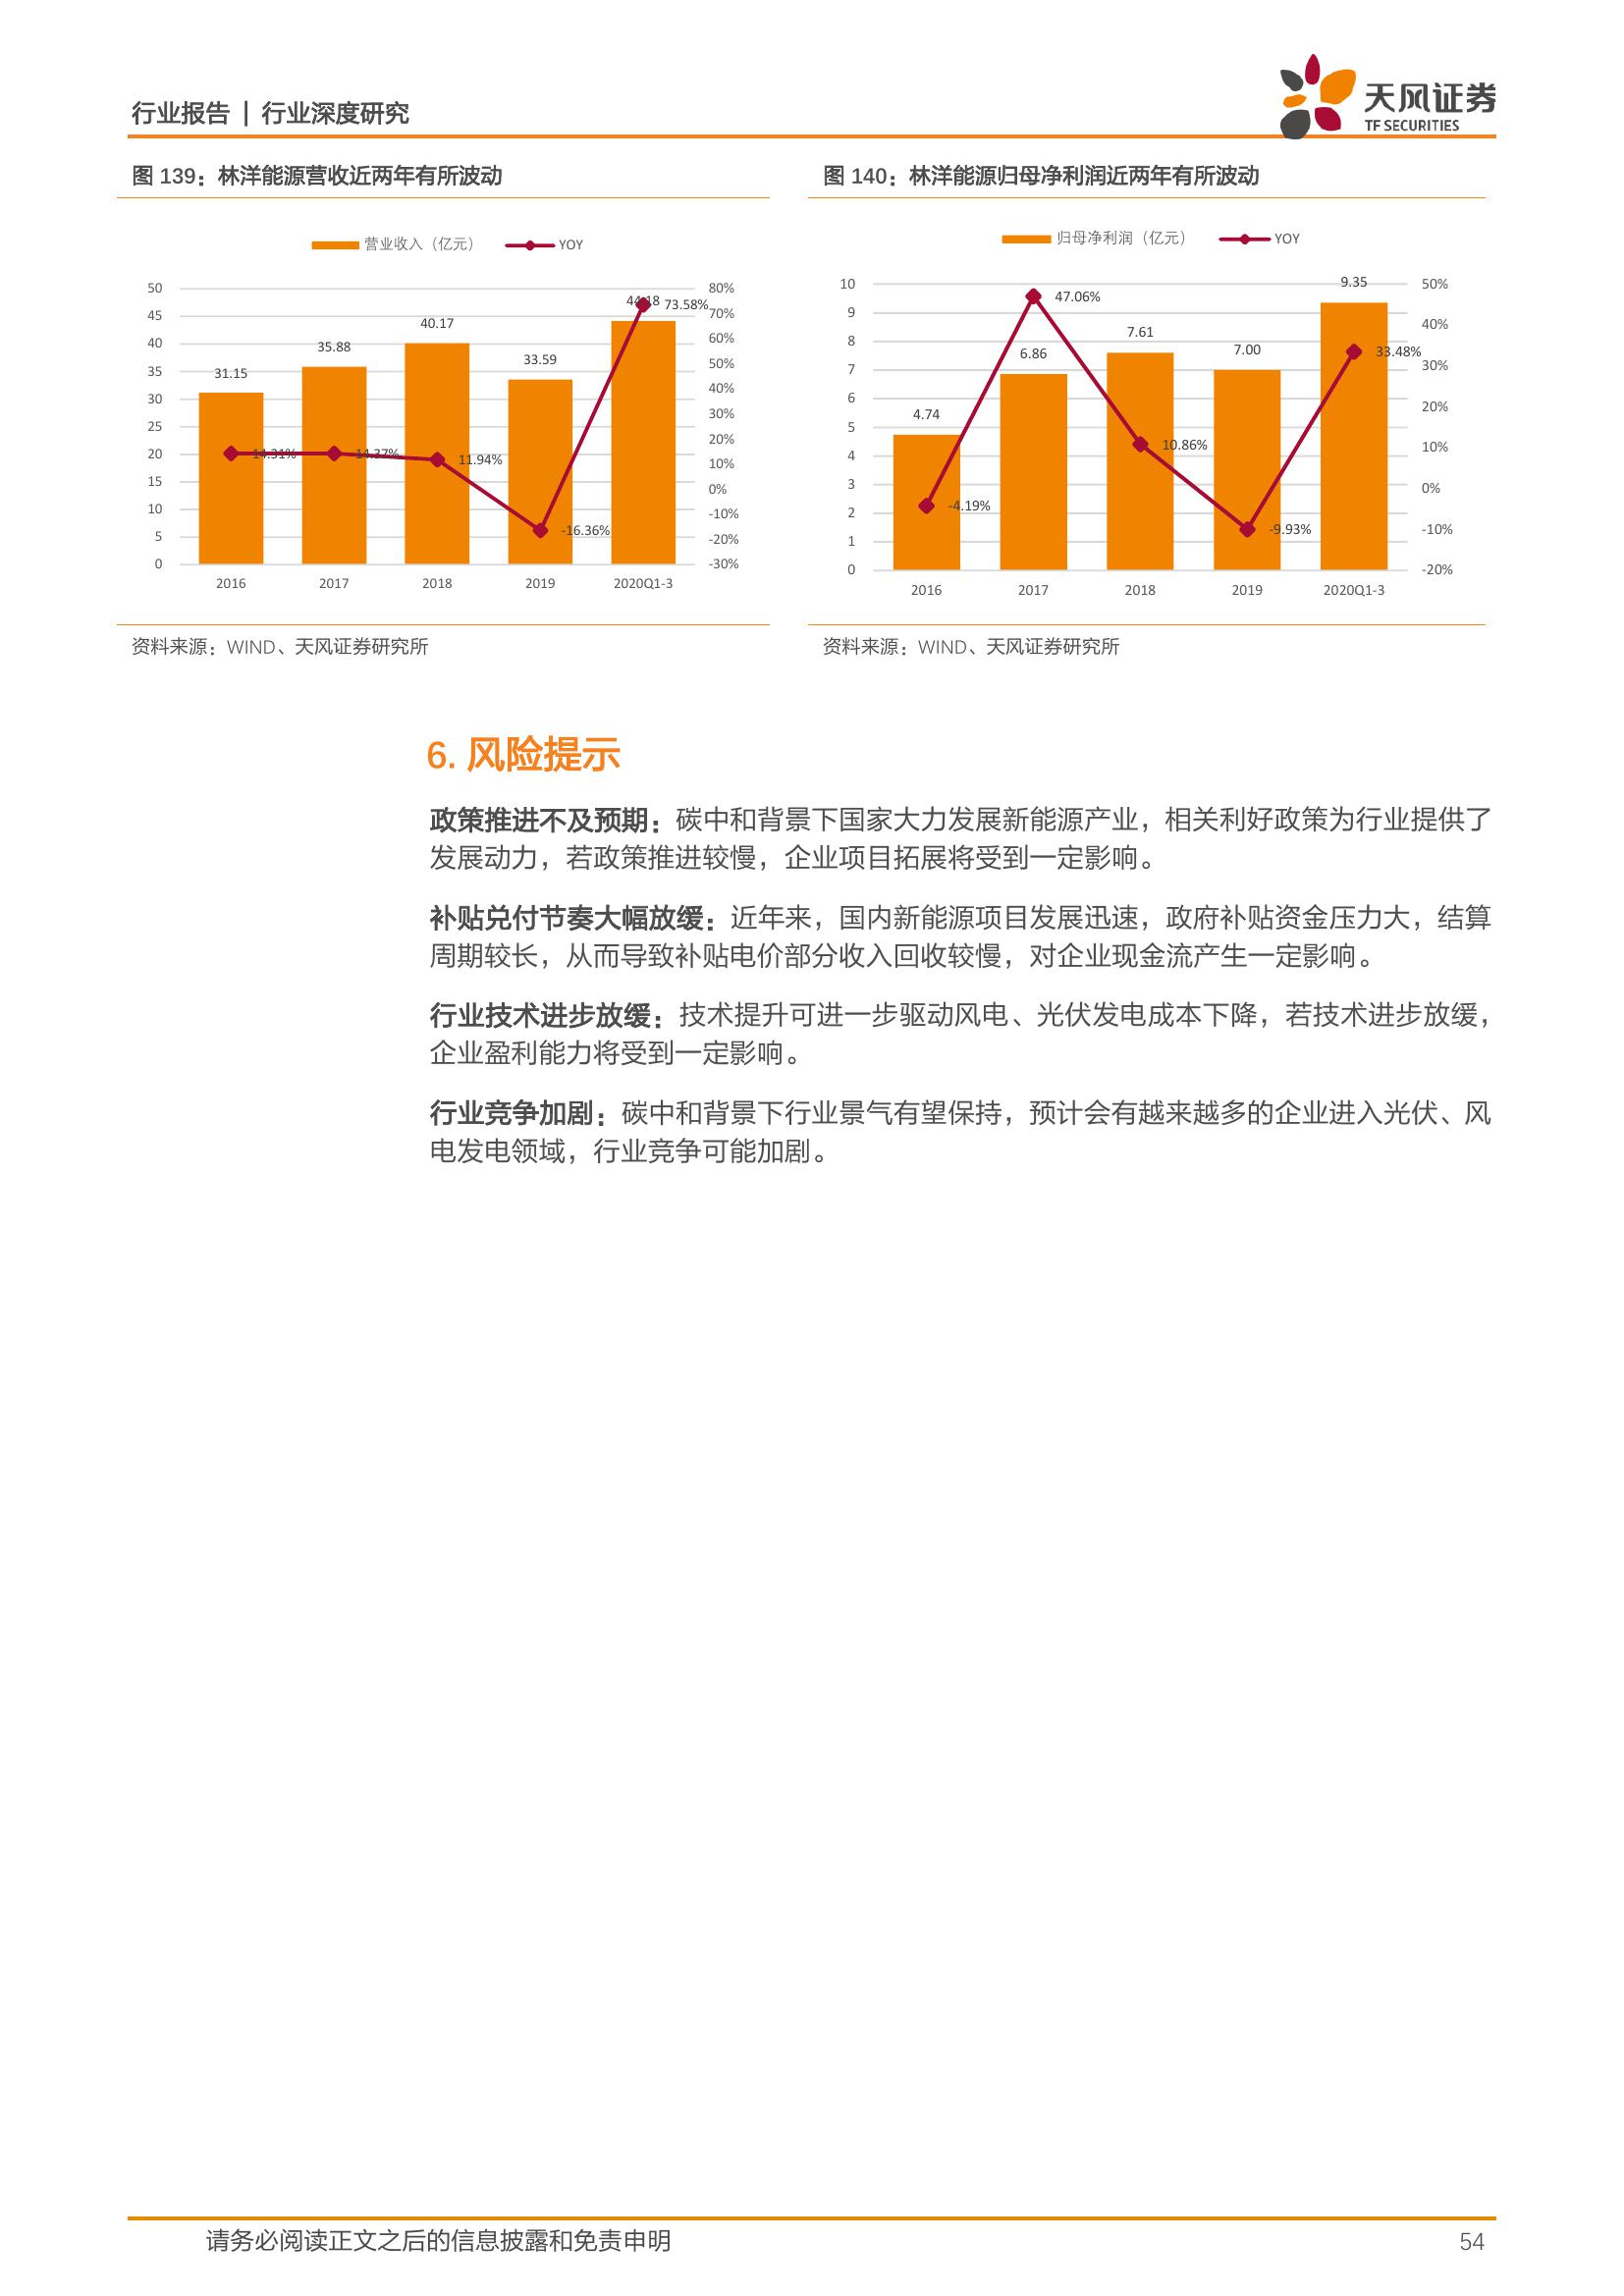 行业报告 | 行业深度研究
天风证券
TF SECURITIES
图 139：林洋能源营收近两年有所波动
营业收入（亿元） YOY
50 80%
45 70%
40 60%
35 50%
30 40%
25 30%
20 20%
15 10%
10 0%
5 -10%
0 -20%
-30%
31.15 35.88 40.17 33.59 44.18
14.31% 14.37% 11.94% -16.36% 73.58%
2016 2017 2018 2019 2020Q1-3
资料来源：WIND、天风证券研究所
图 140：林洋能源归母净利润近两年有所波动
归母净利润（亿元） YOY
10 50%
9 40%
8 30%
7 20%
6 10%
5 0%
4 -10%
3 -20%
2
1
0
4.74 6.86 7.61 7.00 9.35
-4.19% 47.06% 10.86% -9.93% 33.48%
2016 2017 2018 2019 2020Q1-3
资料来源：WIND、天风证券研究所
6. 风险提示
政策推进不及预期：碳中和背景下国家大力发展新能源产业，相关利好政策为行业提供了
发展动力，若政策推进较慢，企业项目拓展将受到一定影响。
补贴兑付节奏大幅放缓：近年来，国内新能源项目发展迅速，政府补贴资金压力大，结算
周期较长，从而导致补贴电价部分收入回收较慢，对企业现金流产生一定影响。
行业技术进步放缓：技术提升可进一步驱动风电、光伏发电成本下降，若技术进步放缓，
企业盈利能力将受到一定影响。
行业竞争加剧：碳中和背景下行业景气有望保持，预计会有越来越多的企业进入光伏、风
电发电领域，行业竞争可能加剧。
请务必阅读正文之后的信息披露和免责申明 54